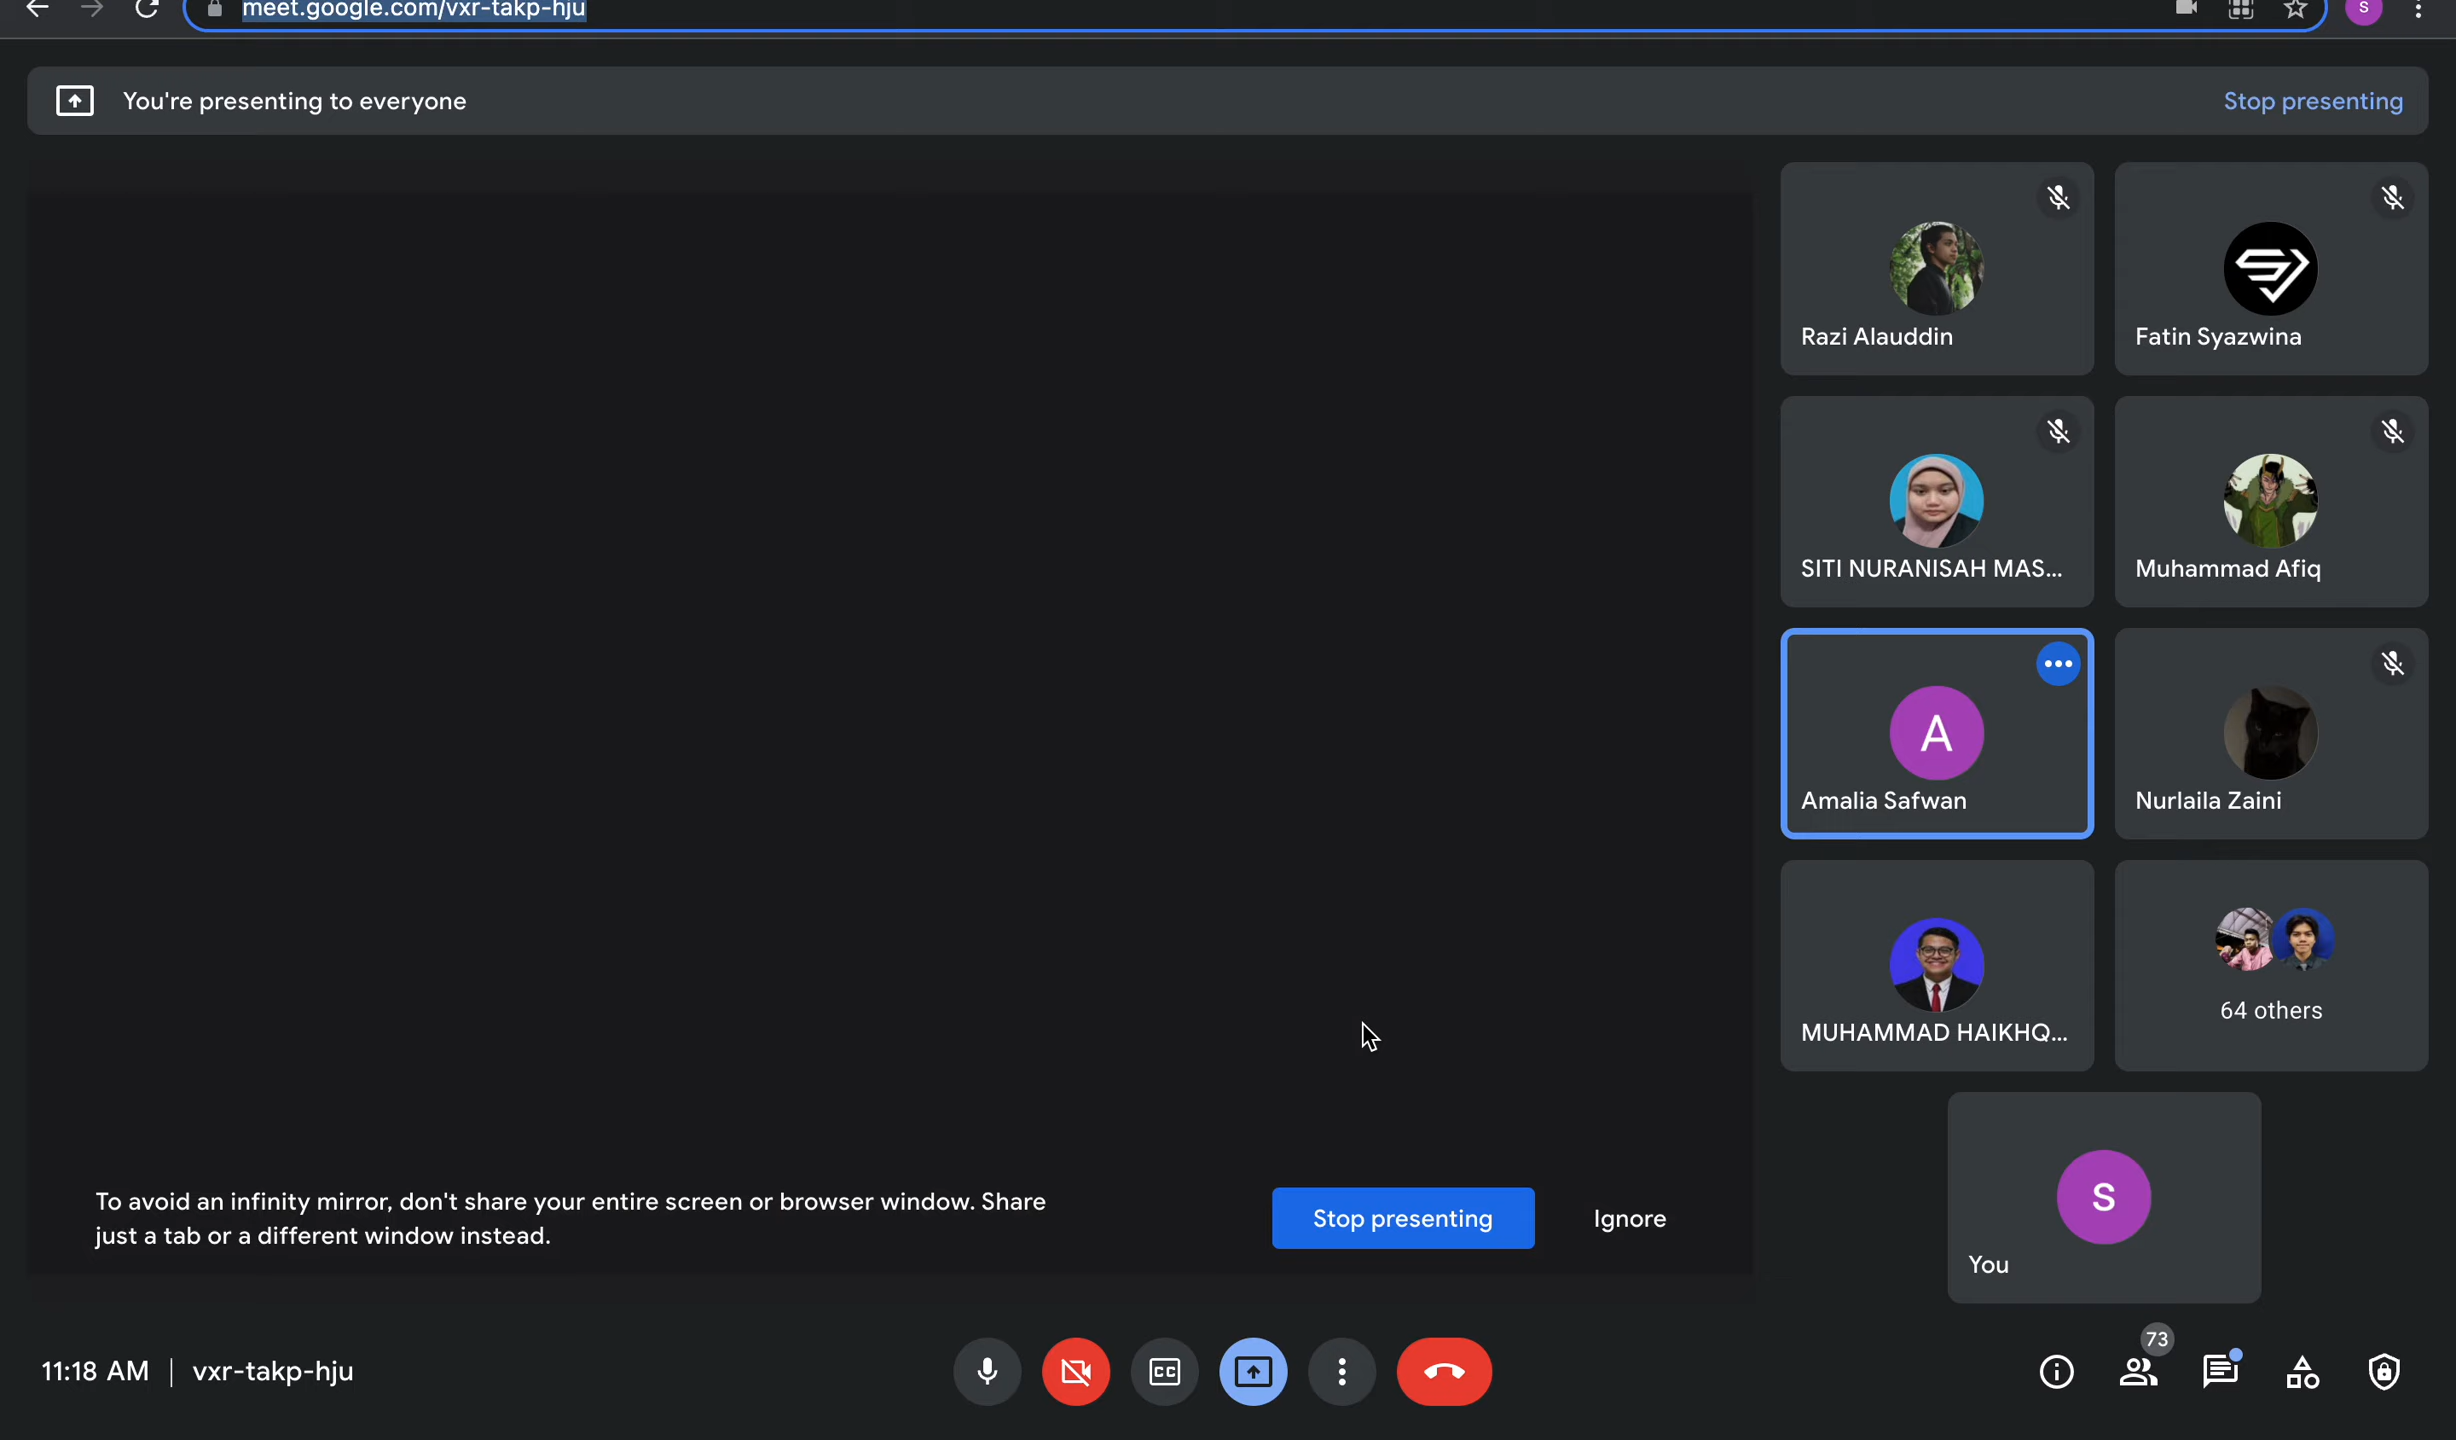 meet.google.com/vxr-takp-hju
S
You're presenting to everyone
Stop presenting
Razi Alauddin
Fatin Syazwina
SITI NURANISAH MAS...
Muhammad Afiq
A
Amalia Safwan
Nurlaila Zaini
MUHAMMAD HAIKHQ...
64 others
S
You
To avoid an infinity mirror, don't share your entire screen or browser window. Share
just a tab or a different window instead.
Stop presenting
Ignore
11:18 AM | vxr-takp-hju
CC
73